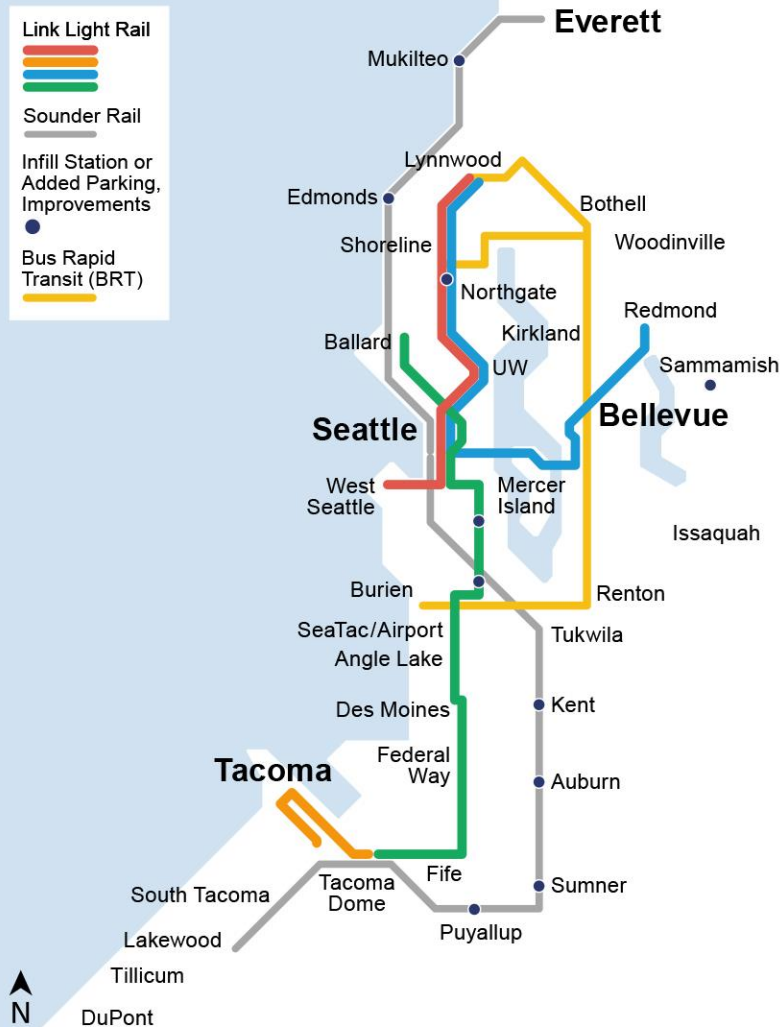 Link Light Rail
Sounder Rail
Infill Station or
Added Parking,
Improvements
Bus Rapid
Transit (BRT)
Everett
Mukilteo
Lynnwood
Edmonds
Bothell
Shoreline
Woodinville
Northgate
Redmond
Kirkland
Ballard
UW
Sammamish
Seattle
Bellevue
West
Seattle
Mercer
Island
Issaquah
Burien
Renton
SeaTac/Airport
Tukwila
Angle Lake
Des Moines
Kent
Federal
Way
Tacoma
Auburn
Fife
Tacoma
Dome
South Tacoma
Sumner
Puyallup
Lakewood
Tillicum
N
DuPont